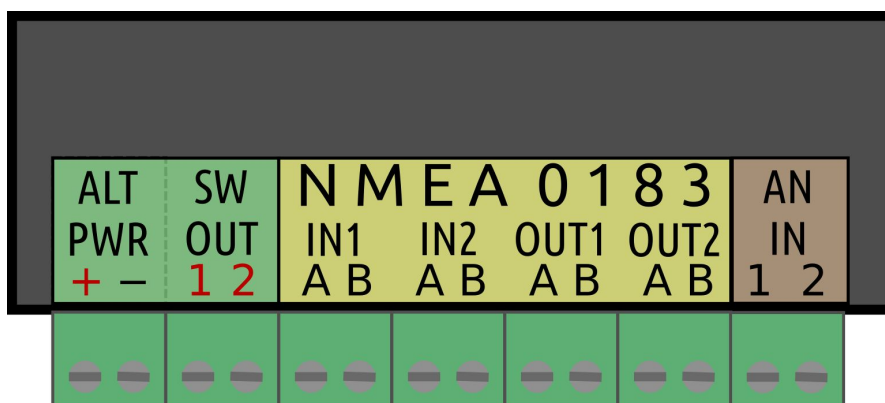 ALT SW NMEA 0183 AN
PWR OUT IN1 IN2 OUT1 OUT2 IN
+ − 1 2 A B A B A B A B 1 2